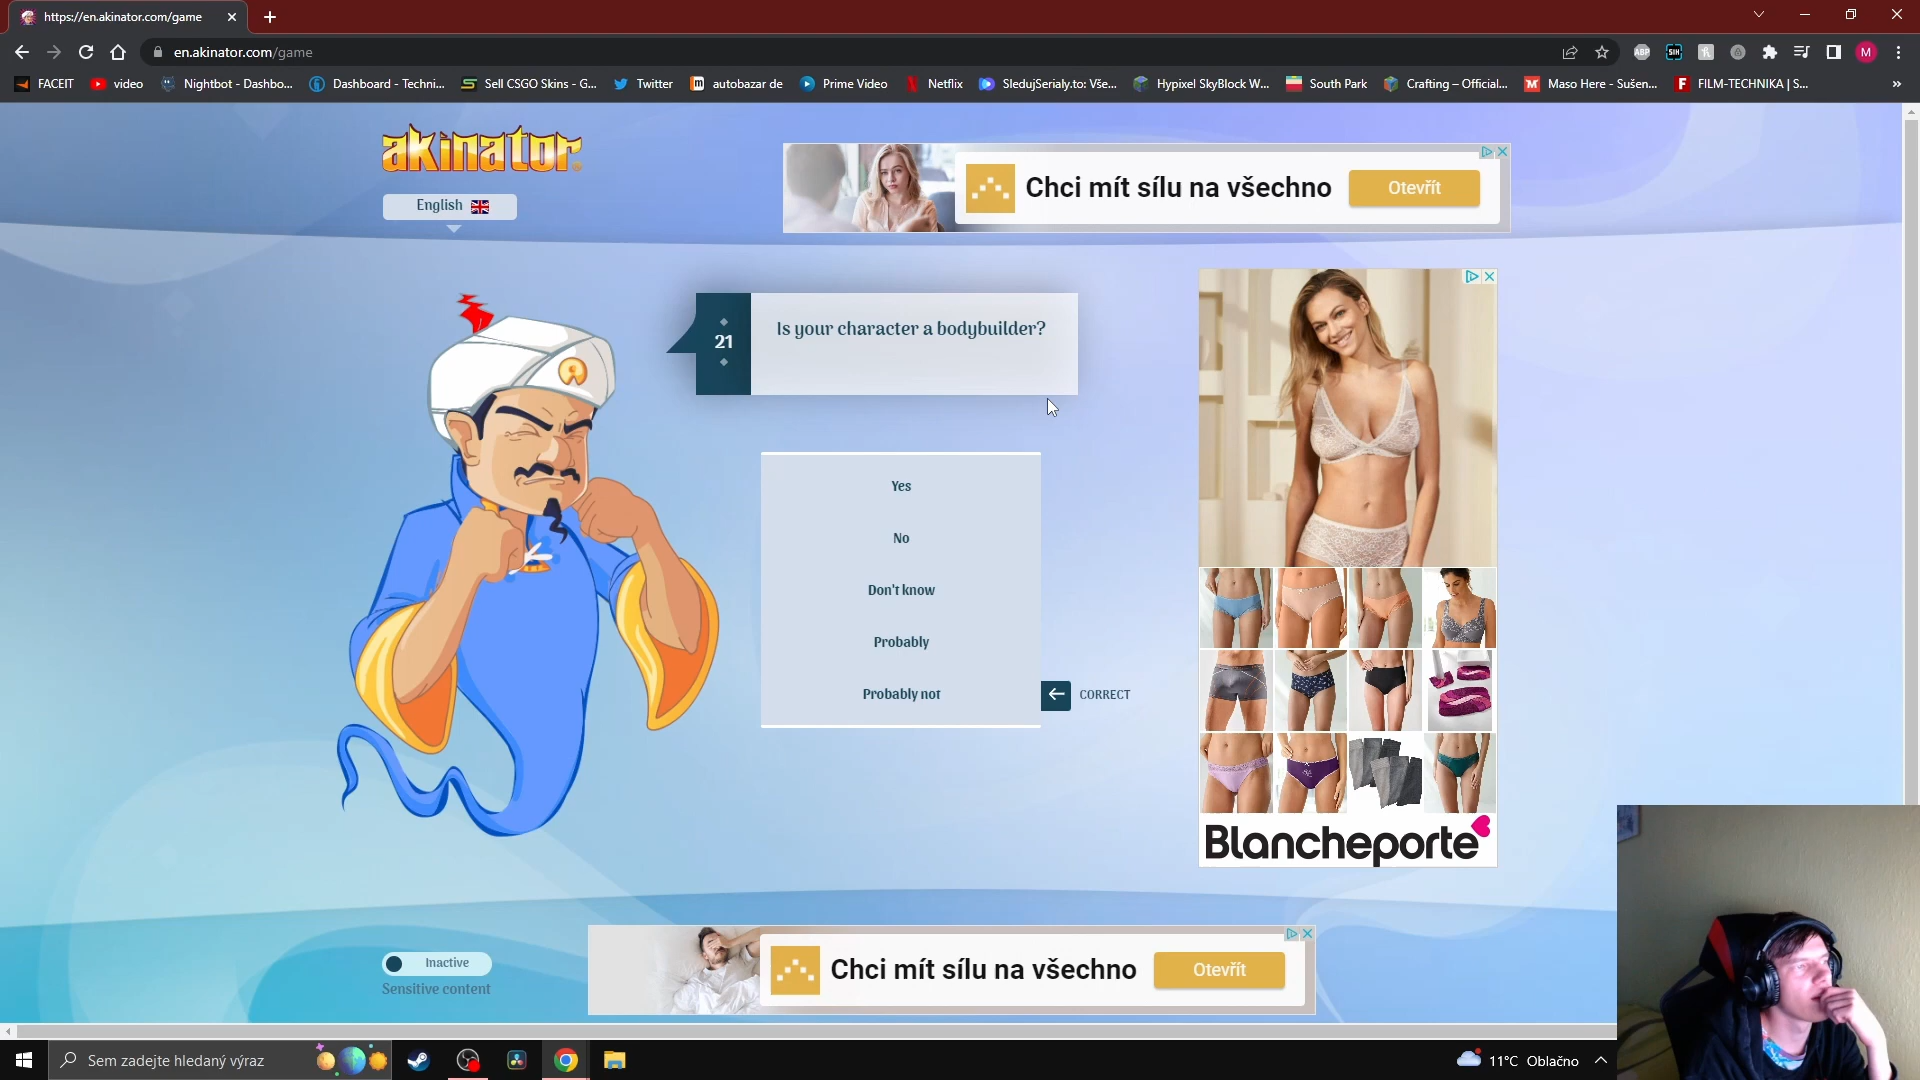 https://en.akinator.com/game
en.akinator.com/game
FACEIT
video
Nightbot - Dashbo...
Dashboard - Techni...
Sell CSGO Skins - G...
Twitter
autobazar de
Prime Video
Netflix
SledujSerialy.to: Vše...
Hypixel SkyBlock W...
South Park
Crafting – Official...
Maso Here - Sušen...
FILM-TECHNIKA | S...
»
ABP
SIH
M
akinator
English
Chci mít sílu na všechno
Otevřít
21
Is your character a bodybuilder?
Yes
No
Don't know
Probably
Probably not
CORRECT
Blancheporte
Inactive
Sensitive content
Chci mít sílu na všechno
Otevřít
Sem zadejte hledaný výraz
11°C Oblačno